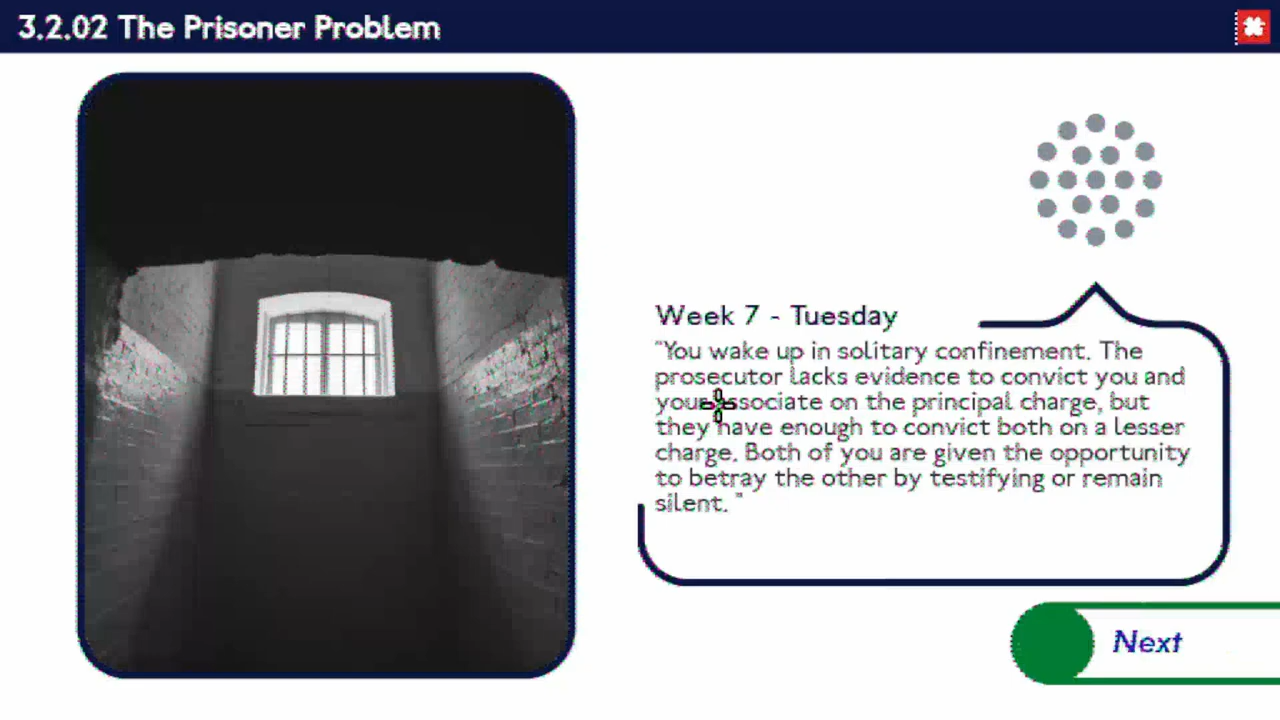 3.2.02 The Prisoner Problem
Week 7 - Tuesday
"You wake up in solitary confinement. The
prosecutor lacks evidence to convict you and
your associate on the principal charge, but
they have enough to convict both on a lesser
charge. Both of you are given the opportunity
to betray the other by testifying or remain
silent. "
Next